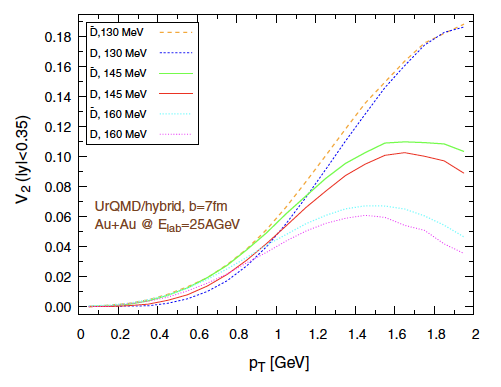 D̄,130 MeV
D, 130 MeV
D̄, 145 MeV
D, 145 MeV
D̄, 160 MeV
D, 160 MeV
UrQMD/hybrid, b=7fm
Au+Au @ Elab=25AGeV
V2 (|y|<0.35)
0.18
0.16
0.14
0.12
0.10
0.08
0.06
0.04
0.02
0.00
0 0.2 0.4 0.6 0.8 1 1.2 1.4 1.6 1.8 2
pT [GeV]